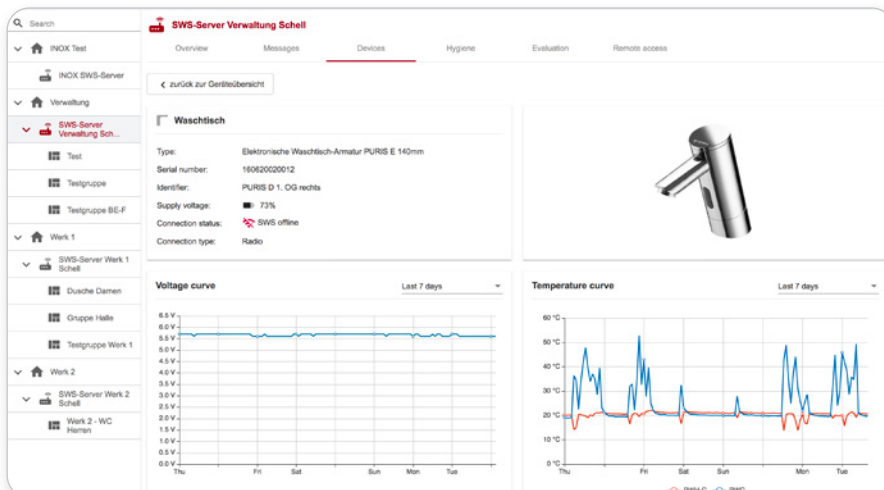 Search
INOX Test
INOX SWS-Server
Verwaltung
SWS-Server
Verwaltung Sch...
Test
Testgruppe
Testgruppe BE-F
Werk 1
SWS-Server Werk 1
Schell
Dusche Damen
Gruppe Halle
Testgruppe Werk 1
Werk 2
SWS-Server Werk 2
Schell
Werk 2 - WC
Herren
SWS-Server Verwaltung Schell
Overview Messages Devices Hygiene Evaluation Remote access
zurück zur Geräteübersicht
Waschtisch
Type: Elektronische Waschtisch-Armatur PURIS E 140mm
Serial number: 160620020012
Identifier: PURIS D 1. OG rechts
Supply voltage: 73%
Connection status: SWS offline
Connection type: Radio
Voltage curve Last 7 days
6.5 V
6.0 V
5.5 V
5.0 V
4.5 V
4.0 V
3.5 V
3.0 V
2.5 V
2.0 V
1.5 V
1.0 V
0.5 V
0.0 V
Thu Fri Sat Sun Mon Tue
Temperature curve Last 7 days
60 °C
50 °C
40 °C
30 °C
20 °C
10 °C
0 °C
Thu Fri Sat Sun Mon Tue